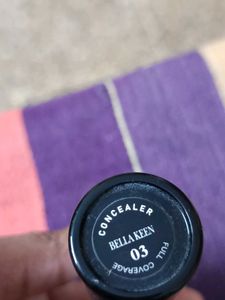 CONCEALER
BELLA KEEN
03
FULL COVERAGE